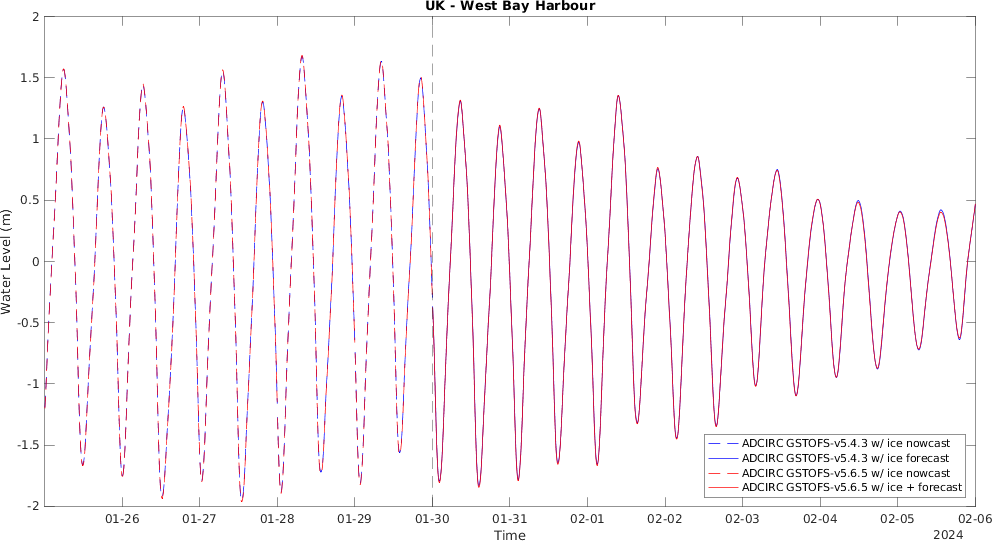 UK - West Bay Harbour
2
1.5
1
0.5
0
-0.5
-1
-1.5
-2
Water Level (m)
ADCIRC GSTOFS-v5.4.3 w/ ice nowcast
ADCIRC GSTOFS-v5.4.3 w/ ice forecast
ADCIRC GSTOFS-v5.6.5 w/ ice nowcast
ADCIRC GSTOFS-v5.6.5 w/ ice + forecast
01-26 01-27 01-28 01-29 01-30 01-31 02-01 02-02 02-03 02-04 02-05 02-06
Time
2024